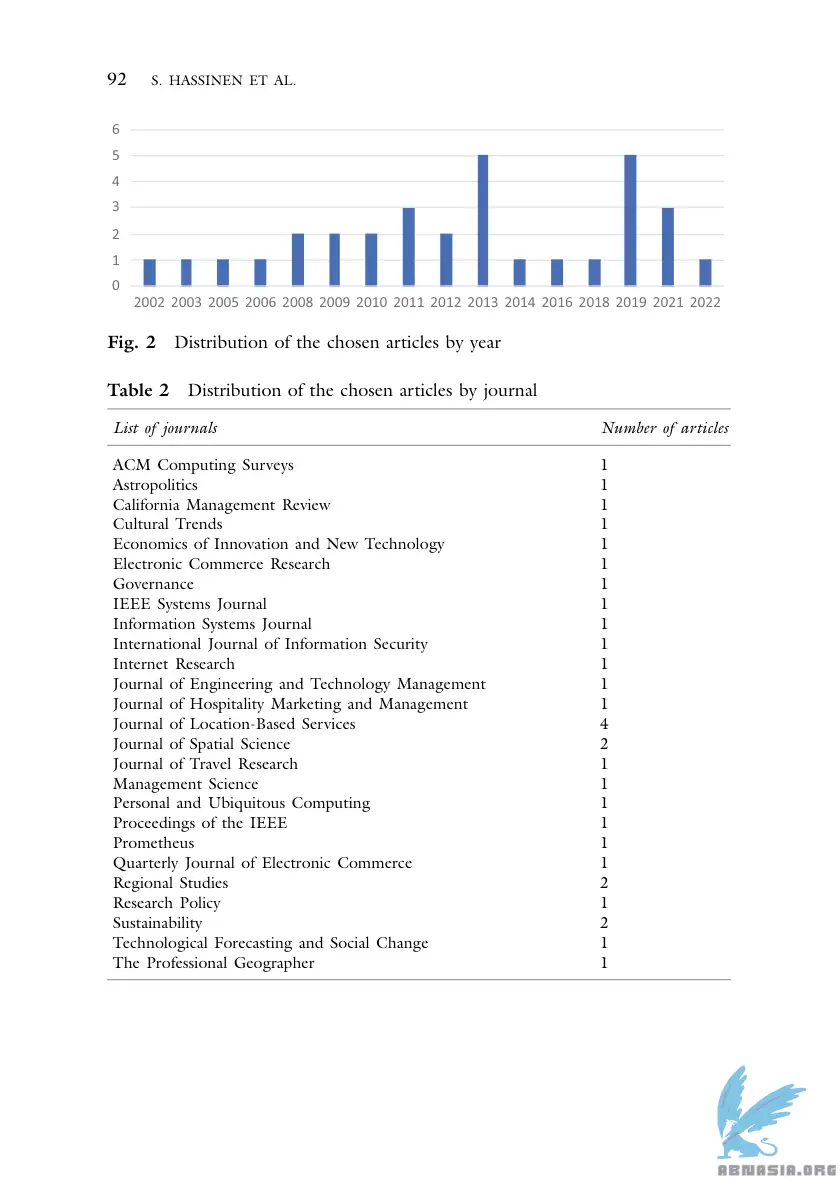 92 S. HASSINEN ET AL.
6
5
4
3
2
1
0
2002 2003 2005 2006 2008 2009 2010 2011 2012 2013 2014 2016 2018 2019 2021 2022
Fig. 2 Distribution of the chosen articles by year
Table 2 Distribution of the chosen articles by journal
List of journals Number of articles
ACM Computing Surveys 1
Astropolitics 1
California Management Review 1
Cultural Trends 1
Economics of Innovation and New Technology 1
Electronic Commerce Research 1
Governance 1
IEEE Systems Journal 1
Information Systems Journal 1
International Journal of Information Security 1
Internet Research 1
Journal of Engineering and Technology Management 1
Journal of Hospitality Marketing and Management 1
Journal of Location-Based Services 4
Journal of Spatial Science 2
Journal of Travel Research 1
Management Science 1
Personal and Ubiquitous Computing 1
Proceedings of the IEEE 1
Prometheus 1
Quarterly Journal of Electronic Commerce 1
Regional Studies 2
Research Policy 1
Sustainability 2
Technological Forecasting and Social Change 1
The Professional Geographer 1
ABNASIA.ORG